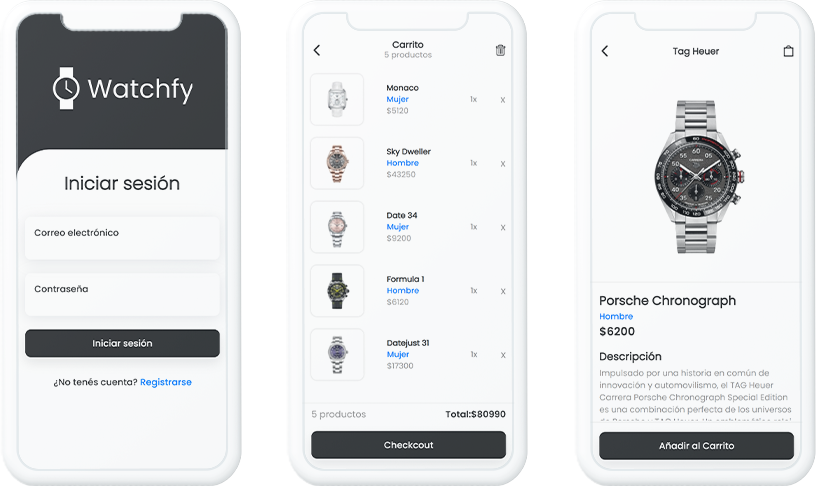 Watchfy
Iniciar sesión
Correo electrónico
Contraseña
Iniciar sesión
¿No tenés cuenta? Registrarse
Carrito
5 productos
Monaco
Mujer
$5120
1x
x
Sky Dweller
Hombre
$43250
1x
x
Date 34
Mujer
$9200
1x
x
Formula 1
Hombre
$6120
1x
x
Datejust 31
Mujer
$17300
1x
x
5 productos
Total:$80990
Checkcout
Tag Heuer
60
05
55
Porsche Chronograph
Hombre
$6200
Descripción
Impulsado por una historia en común de
innovación y automovilismo, el TAG Heuer
Carrera Porsche Chronograph Special Edition
es una combinación perfecta de los universos
Añadir al Carrito